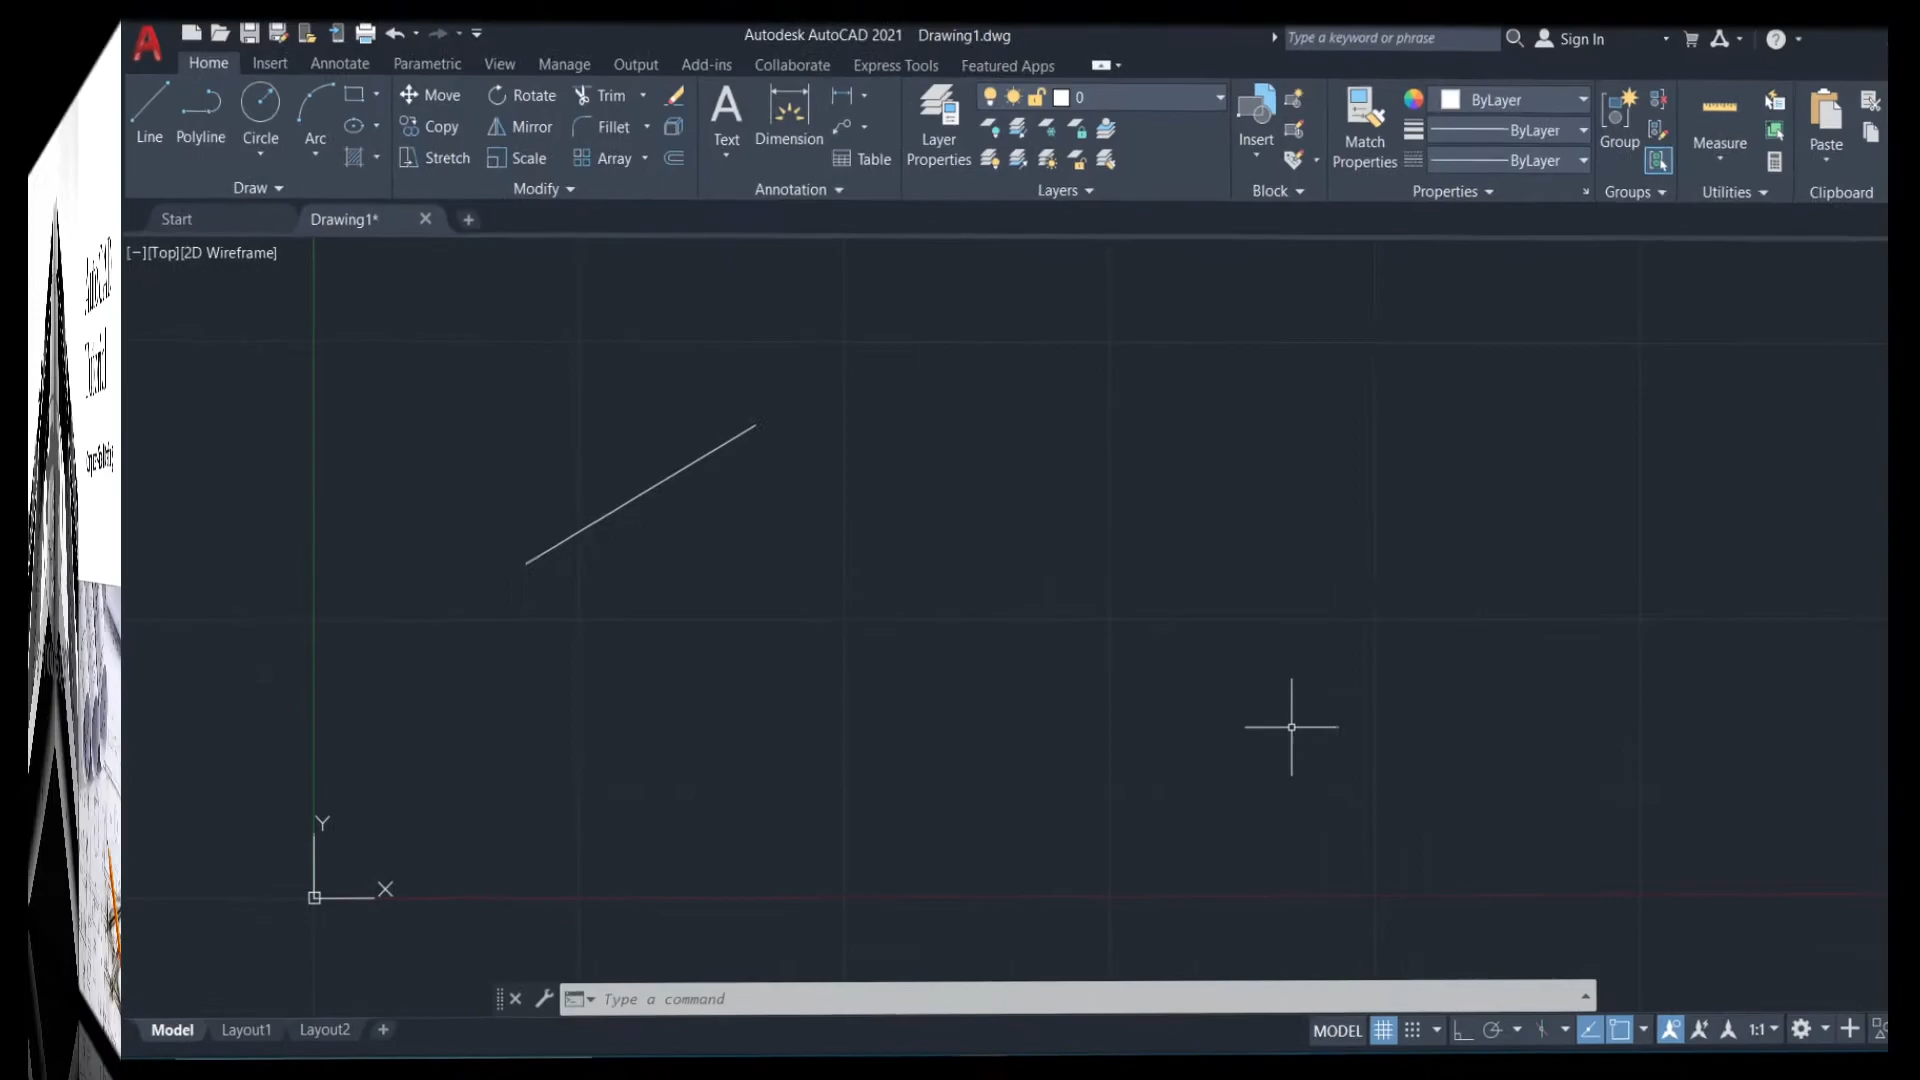 Autodesk AutoCAD 2021 Drawing1.dwg
Type a keyword or phrase
Sign In
Home Insert Annotate Parametric View Manage Output Add-ins Collaborate Express Tools Featured Apps
Line Polyline Circle Arc
Draw
Move Rotate Trim
Copy Mirror Fillet
Stretch Scale Array
Modify
Text Dimension Table
Annotation
Layer Properties
0
Layers
Insert
Block
Match Properties
ByLayer
ByLayer
ByLayer
Properties
Group
Groups
Measure
Utilities
Paste
Clipboard
Start Drawing1*
[−][Top][2D Wireframe]
Y
X
Type a command
Model Layout1 Layout2
MODEL 1:1
AutoCAD
Tutorial